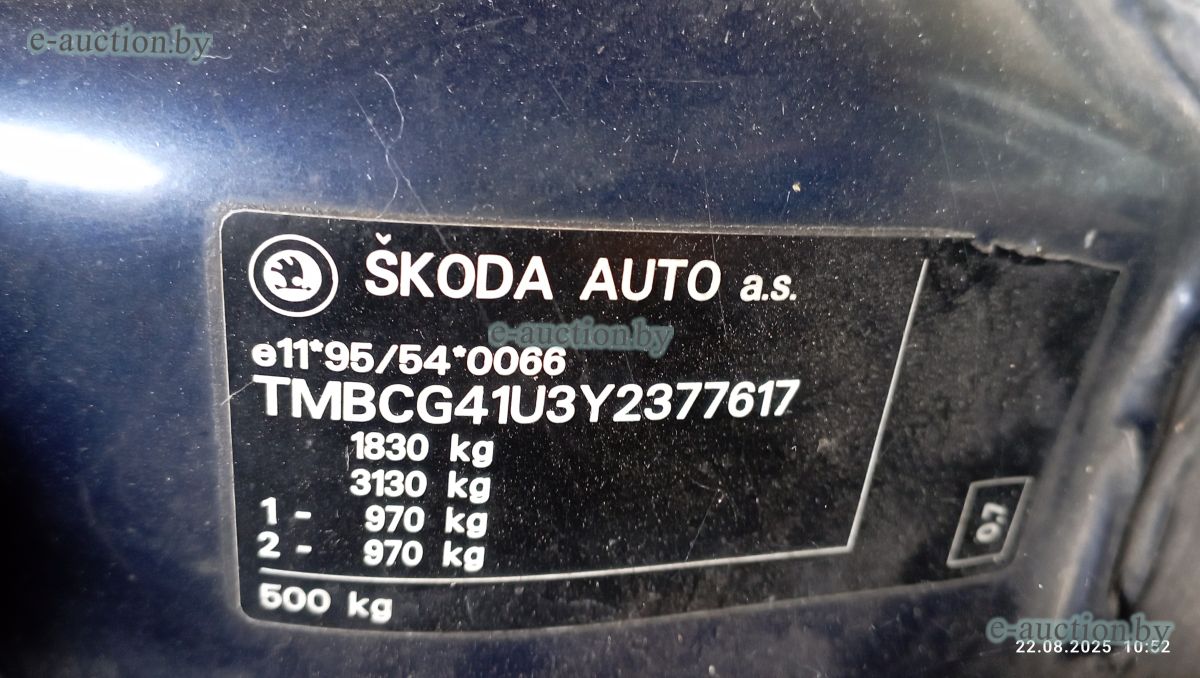 e-auction.by
ŠKODA AUTO a.s.
e-auction.by
e11*95/54*0066
TMBCG41U3Y2377617
1830 kg
3130 kg
1 - 970 kg
2 - 970 kg
0.7
500 kg
e-auction.by
22.08.2025 10:52